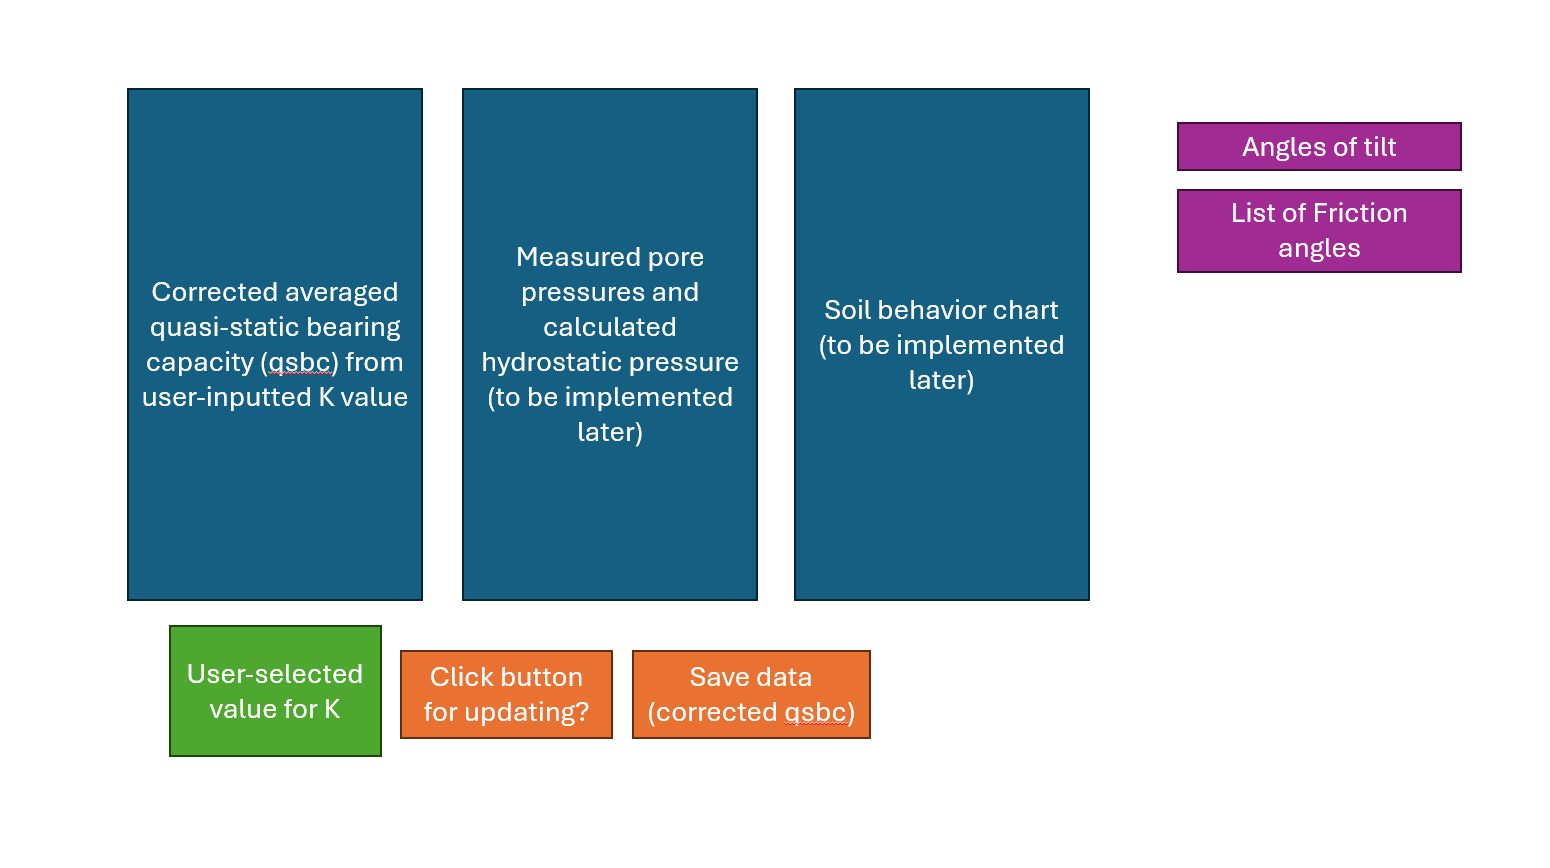 Corrected averaged
quasi-static bearing
capacity (qsbc) from
user-inputted K value
Measured pore
pressures and
calculated
hydrostatic pressure
(to be implemented
later)
Soil behavior chart
(to be implemented
later)
Angles of tilt
List of Friction
angles
User-selected
value for K
Click button
for updating?
Save data
(corrected qsbc)